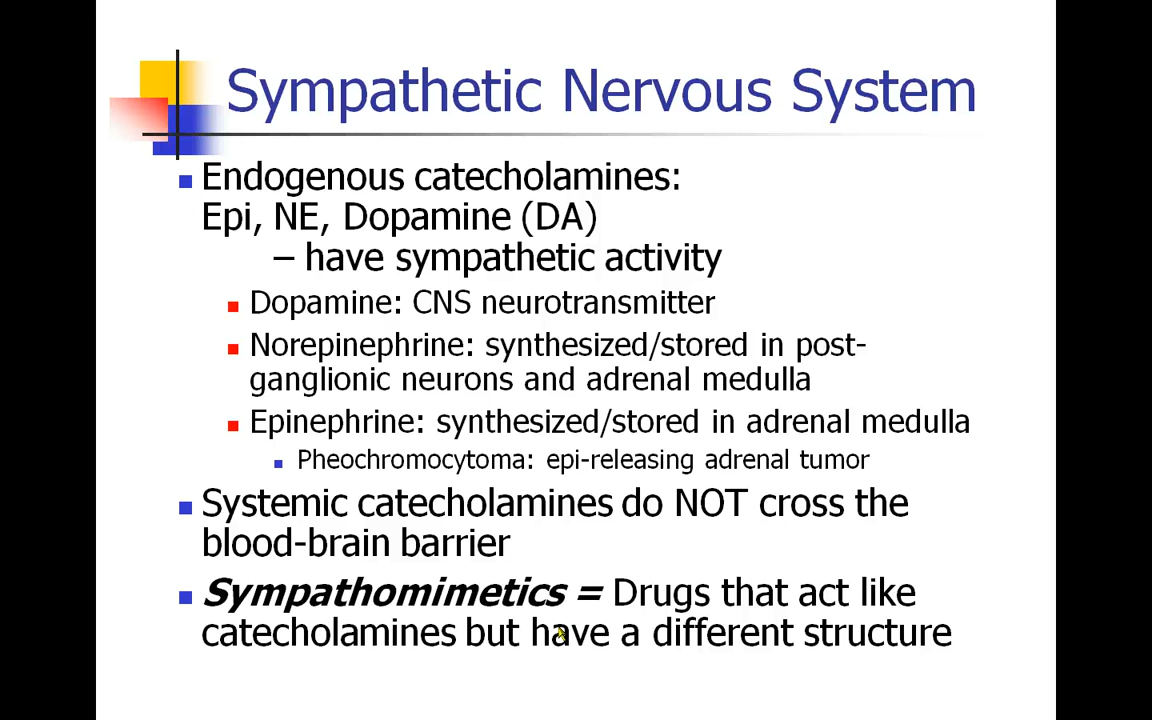 Sympathetic Nervous System
Endogenous catecholamines:
Epi, NE, Dopamine (DA)
– have sympathetic activity
Dopamine: CNS neurotransmitter
Norepinephrine: synthesized/stored in post-
ganglionic neurons and adrenal medulla
Epinephrine: synthesized/stored in adrenal medulla
Pheochromocytoma: epi-releasing adrenal tumor
Systemic catecholamines do NOT cross the
blood-brain barrier
Sympathomimetics = Drugs that act like
catecholamines but have a different structure